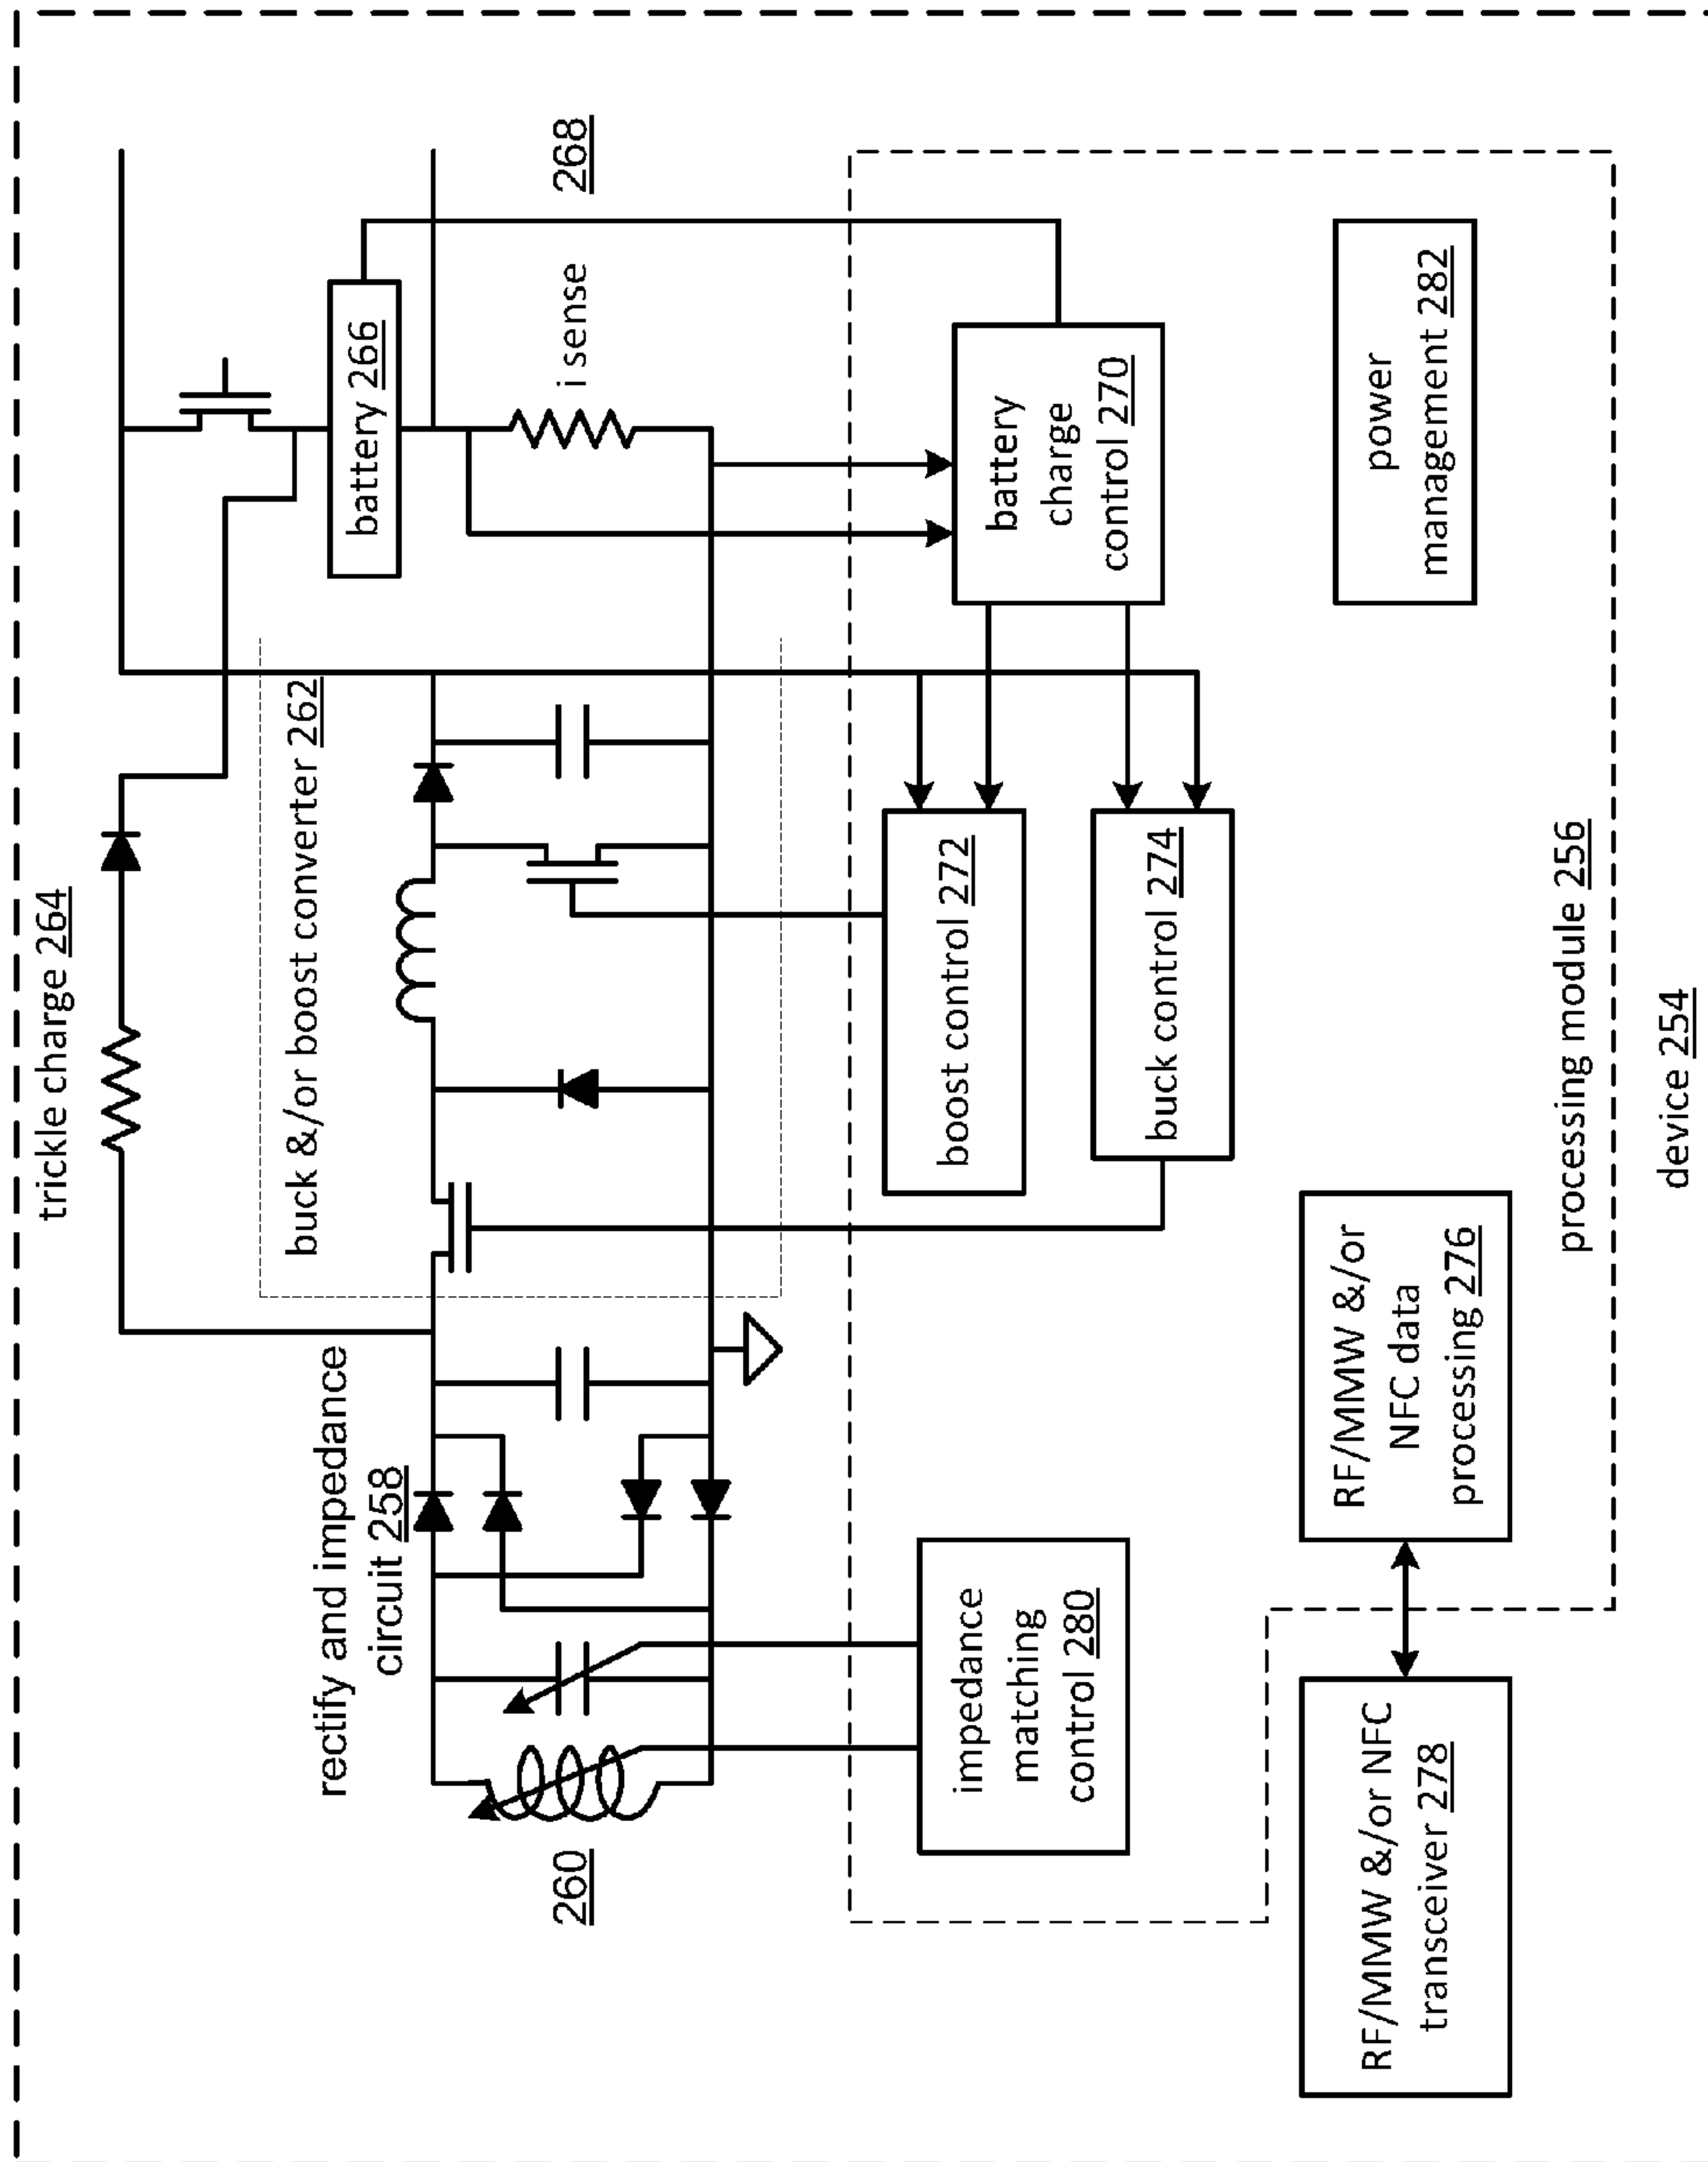 trickle charge 264
rectify and impedance
circuit 258
buck &/or boost converter 262
battery 266
260
i sense
268
impedance
matching
control 280
boost control 272
buck control 274
battery
charge
control 270
RF/MMW &/or NFC
transceiver 278
RF/MMW &/or
NFC data
processing 276
power
management 282
processing module 256
device 254